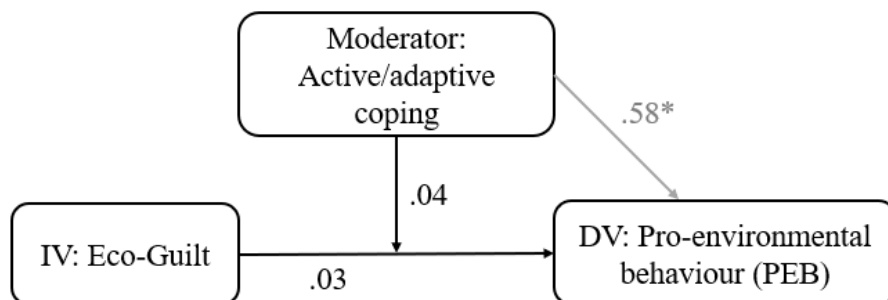 Moderator:
Active/adaptive
coping
.58*
.04
IV: Eco-Guilt
.03
DV: Pro-environmental
behaviour (PEB)